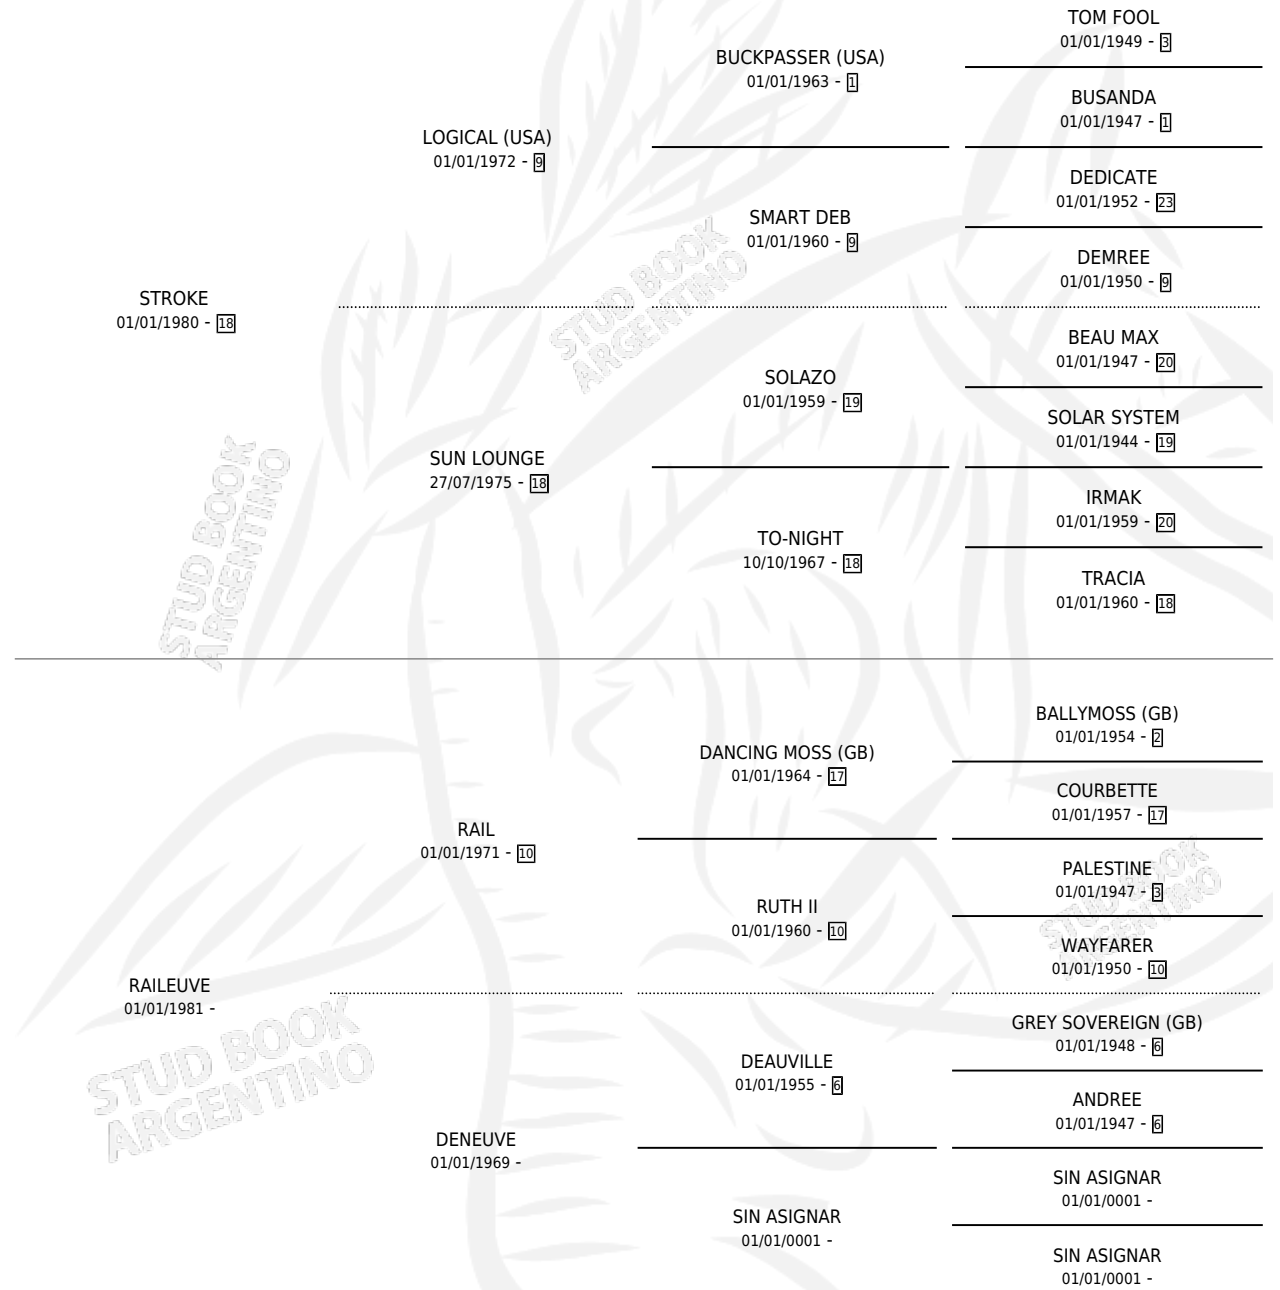 TOM FOOL
01/01/1949 - 3
BUCKPASSER (USA)
01/01/1963 - 1
BUSANDA
01/01/1947 - 1
LOGICAL (USA)
01/01/1972 - 9
DEDICATE
01/01/1952 - 23
SMART DEB
01/01/1960 - 9
DEMREE
01/01/1950 - 9
STROKE
01/01/1980 - 18
BEAU MAX
01/01/1947 - 20
SOLAZO
01/01/1959 - 19
SOLAR SYSTEM
01/01/1944 - 19
SUN LOUNGE
27/07/1975 - 18
IRMAK
01/01/1959 - 20
TO-NIGHT
10/10/1967 - 18
TRACIA
01/01/1960 - 18
BALLYMOSS (GB)
01/01/1954 - 2
DANCING MOSS (GB)
01/01/1964 - 17
COURBETTE
01/01/1957 - 17
RAIL
01/01/1971 - 10
PALESTINE
01/01/1947 - 3
RUTH II
01/01/1960 - 10
WAYFARER
01/01/1950 - 10
RAILEUVE
01/01/1981 -
GREY SOVEREIGN (GB)
01/01/1948 - 6
DEAUVILLE
01/01/1955 - 6
ANDREE
01/01/1947 - 6
DENEUVE
01/01/1969 -
SIN ASIGNAR
01/01/0001 -
SIN ASIGNAR
01/01/0001 -
SIN ASIGNAR
01/01/0001 -
STUD BOOK
ARGENTINO
STUD BOOK
ARGENTINO
STUD BOOK
ARGENTINO
STUD BOOK
ARGENTINO